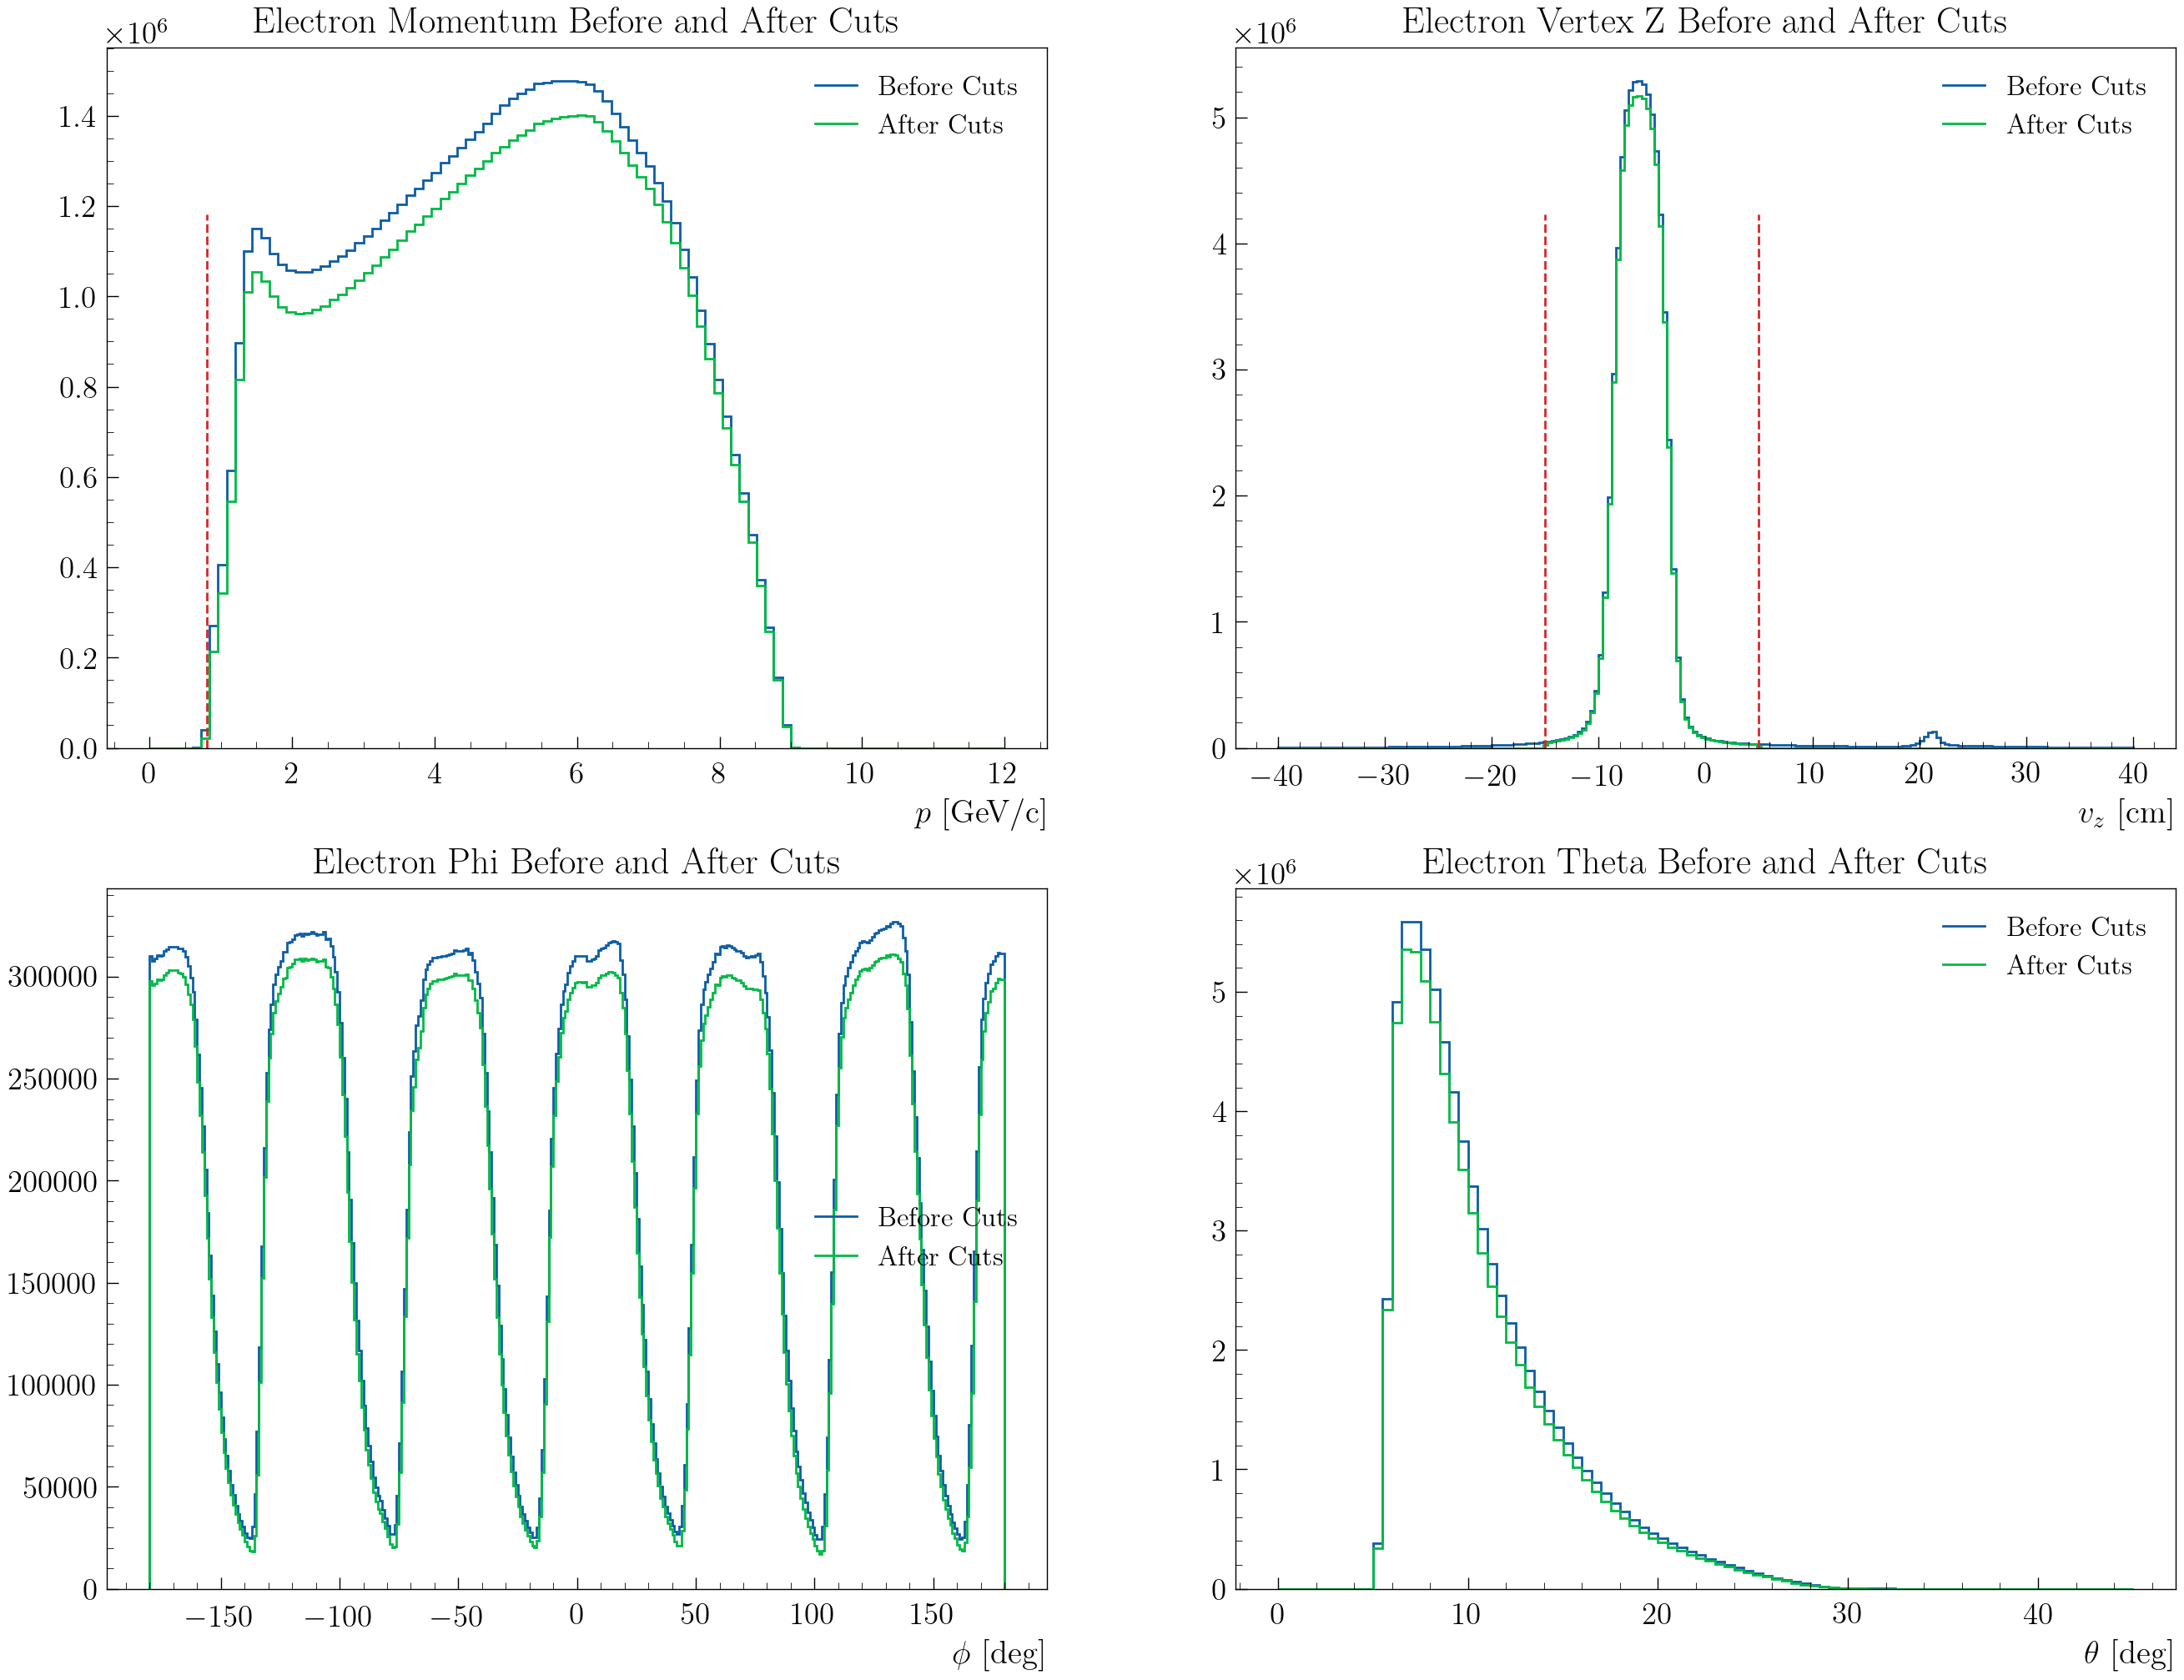 Electron Momentum Before and After Cuts
×10⁶
Before Cuts
After Cuts
1.4
1.2
1.0
0.8
0.6
0.4
0.2
0.0
0 2 4 6 8 10 12
p [GeV/c]
Electron Vertex Z Before and After Cuts
×10⁶
Before Cuts
After Cuts
5
4
3
2
1
0
−40 −30 −20 −10 0 10 20 30 40
v_z [cm]
Electron Phi Before and After Cuts
300000
250000
200000
150000
100000
50000
0
Before Cuts
After Cuts
−150 −100 −50 0 50 100 150
ϕ [deg]
Electron Theta Before and After Cuts
×10⁶
Before Cuts
After Cuts
5
4
3
2
1
0
0 10 20 30 40
θ [deg]